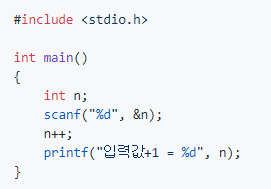 #include <stdio.h>

int main()
{
    int n;
    scanf("%d", &n);
    n++;
    printf("입력값+1 = %d", n);
}